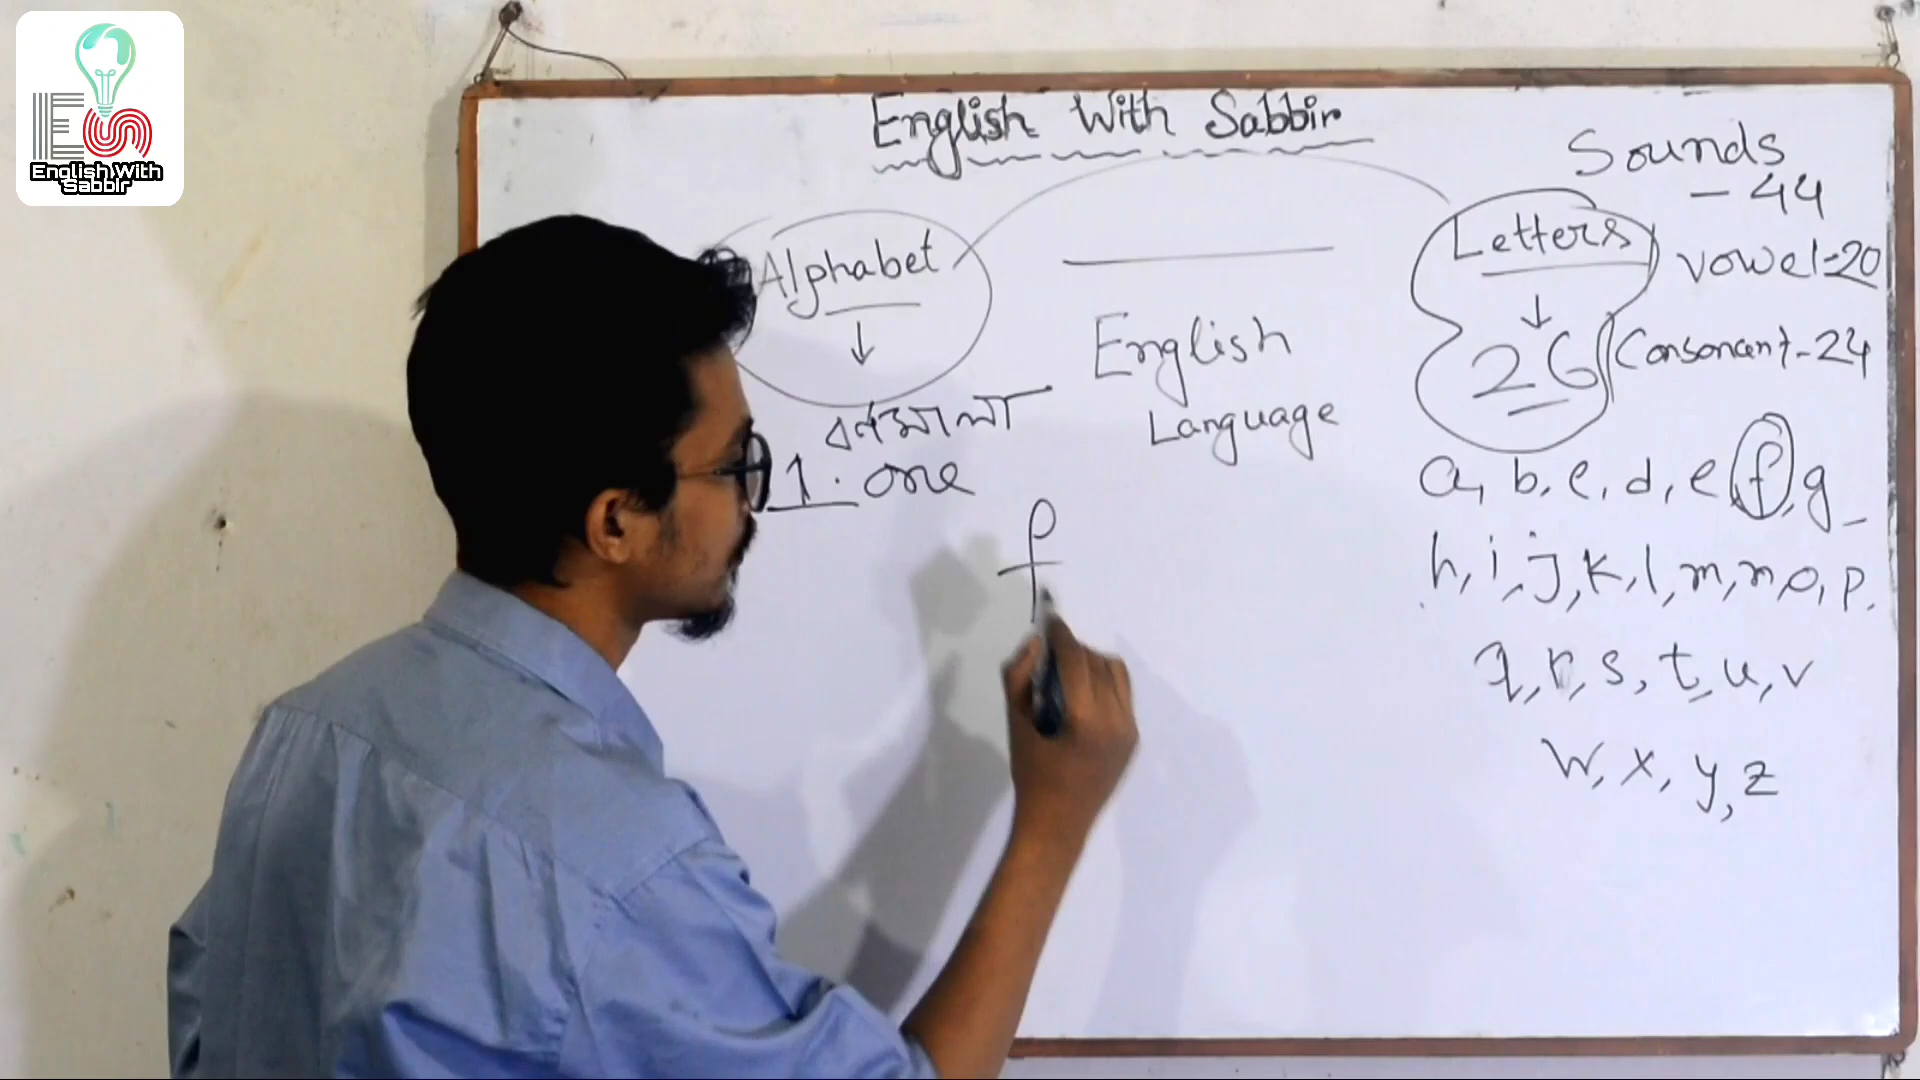 English With Sabbir
English With Sabbir
Sounds
- 44
Alphabet
↓
বর্ণমালা
1. one
English
Language
Letters
↓
26
vowel-20
Consonant-24
a, b, c, d, e, f, g
h, i, j, k, l, m, n, o, p,
q, r, s, t, u, v
w, x, y, z
f